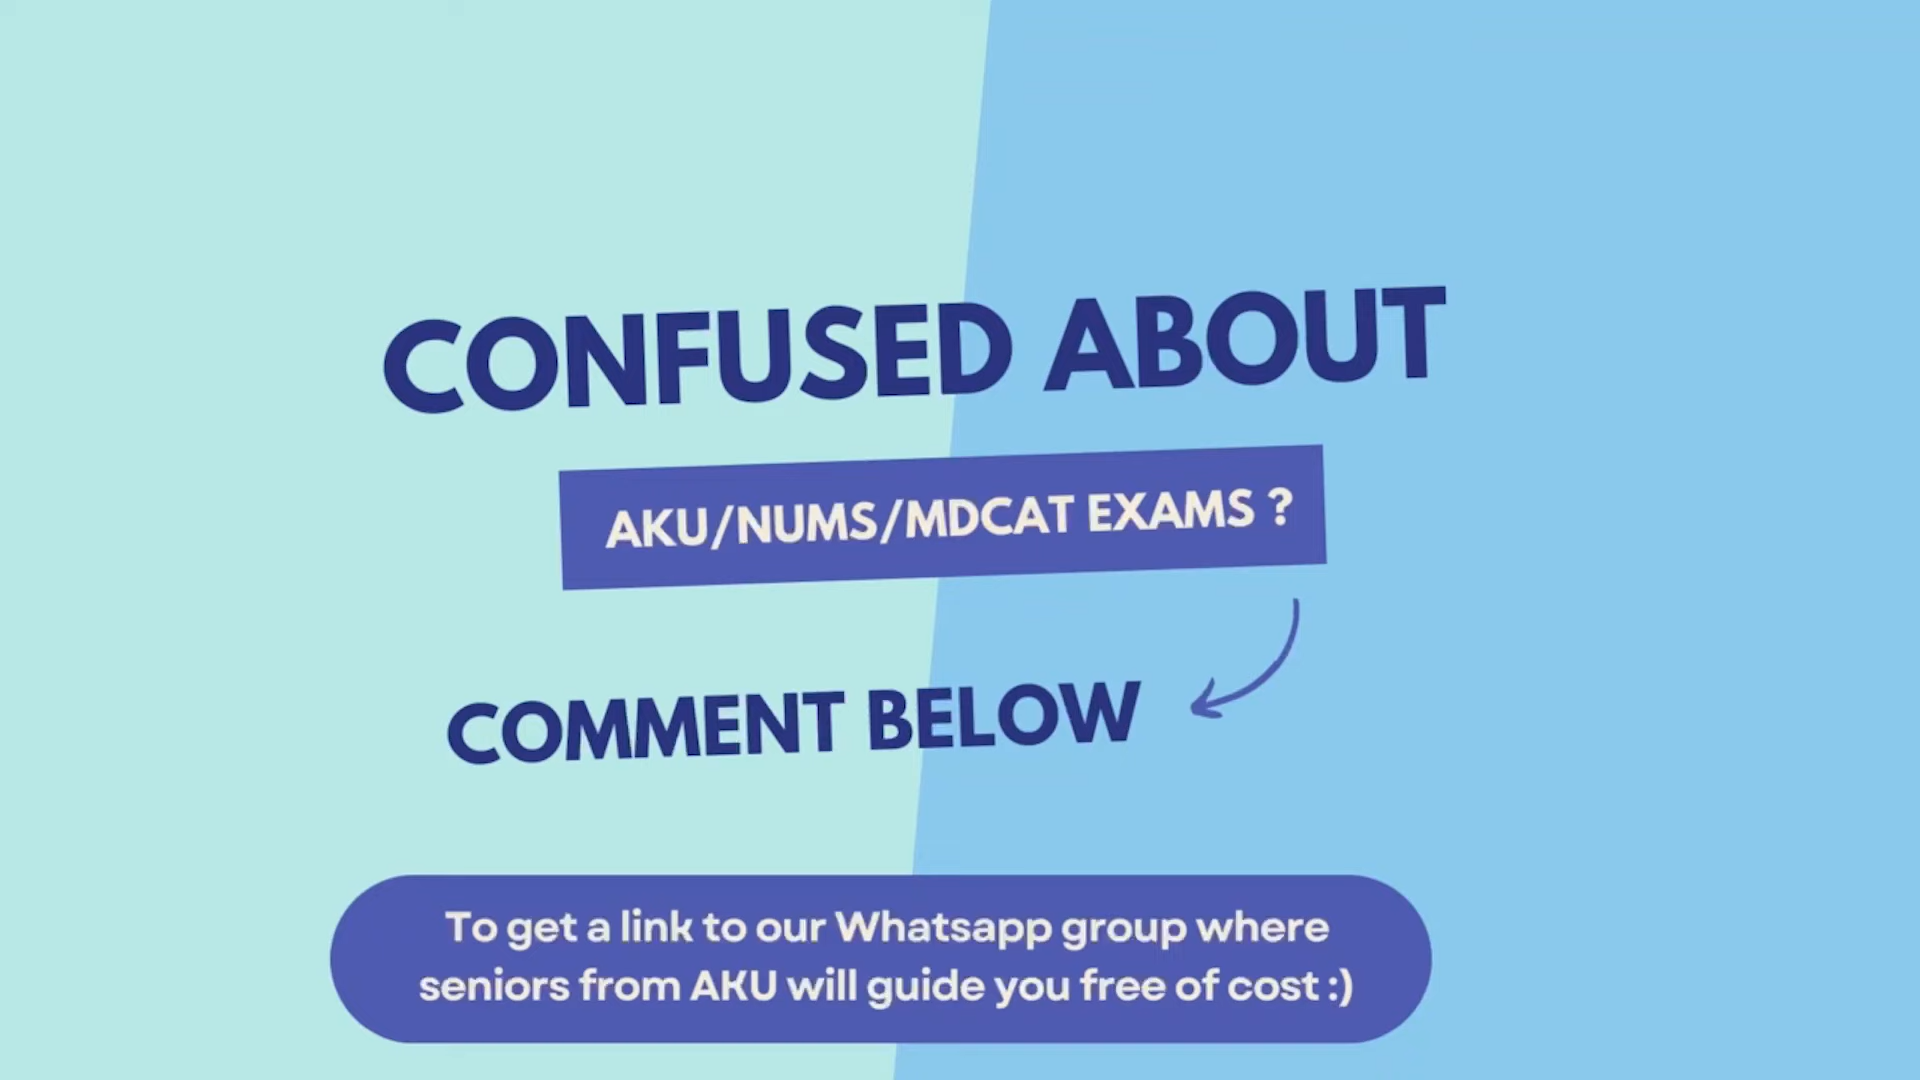 CONFUSED ABOUT
AKU/NUMS/MDCAT EXAMS ?
COMMENT BELOW
To get a link to our Whatsapp group where
seniors from AKU will guide you free of cost :)